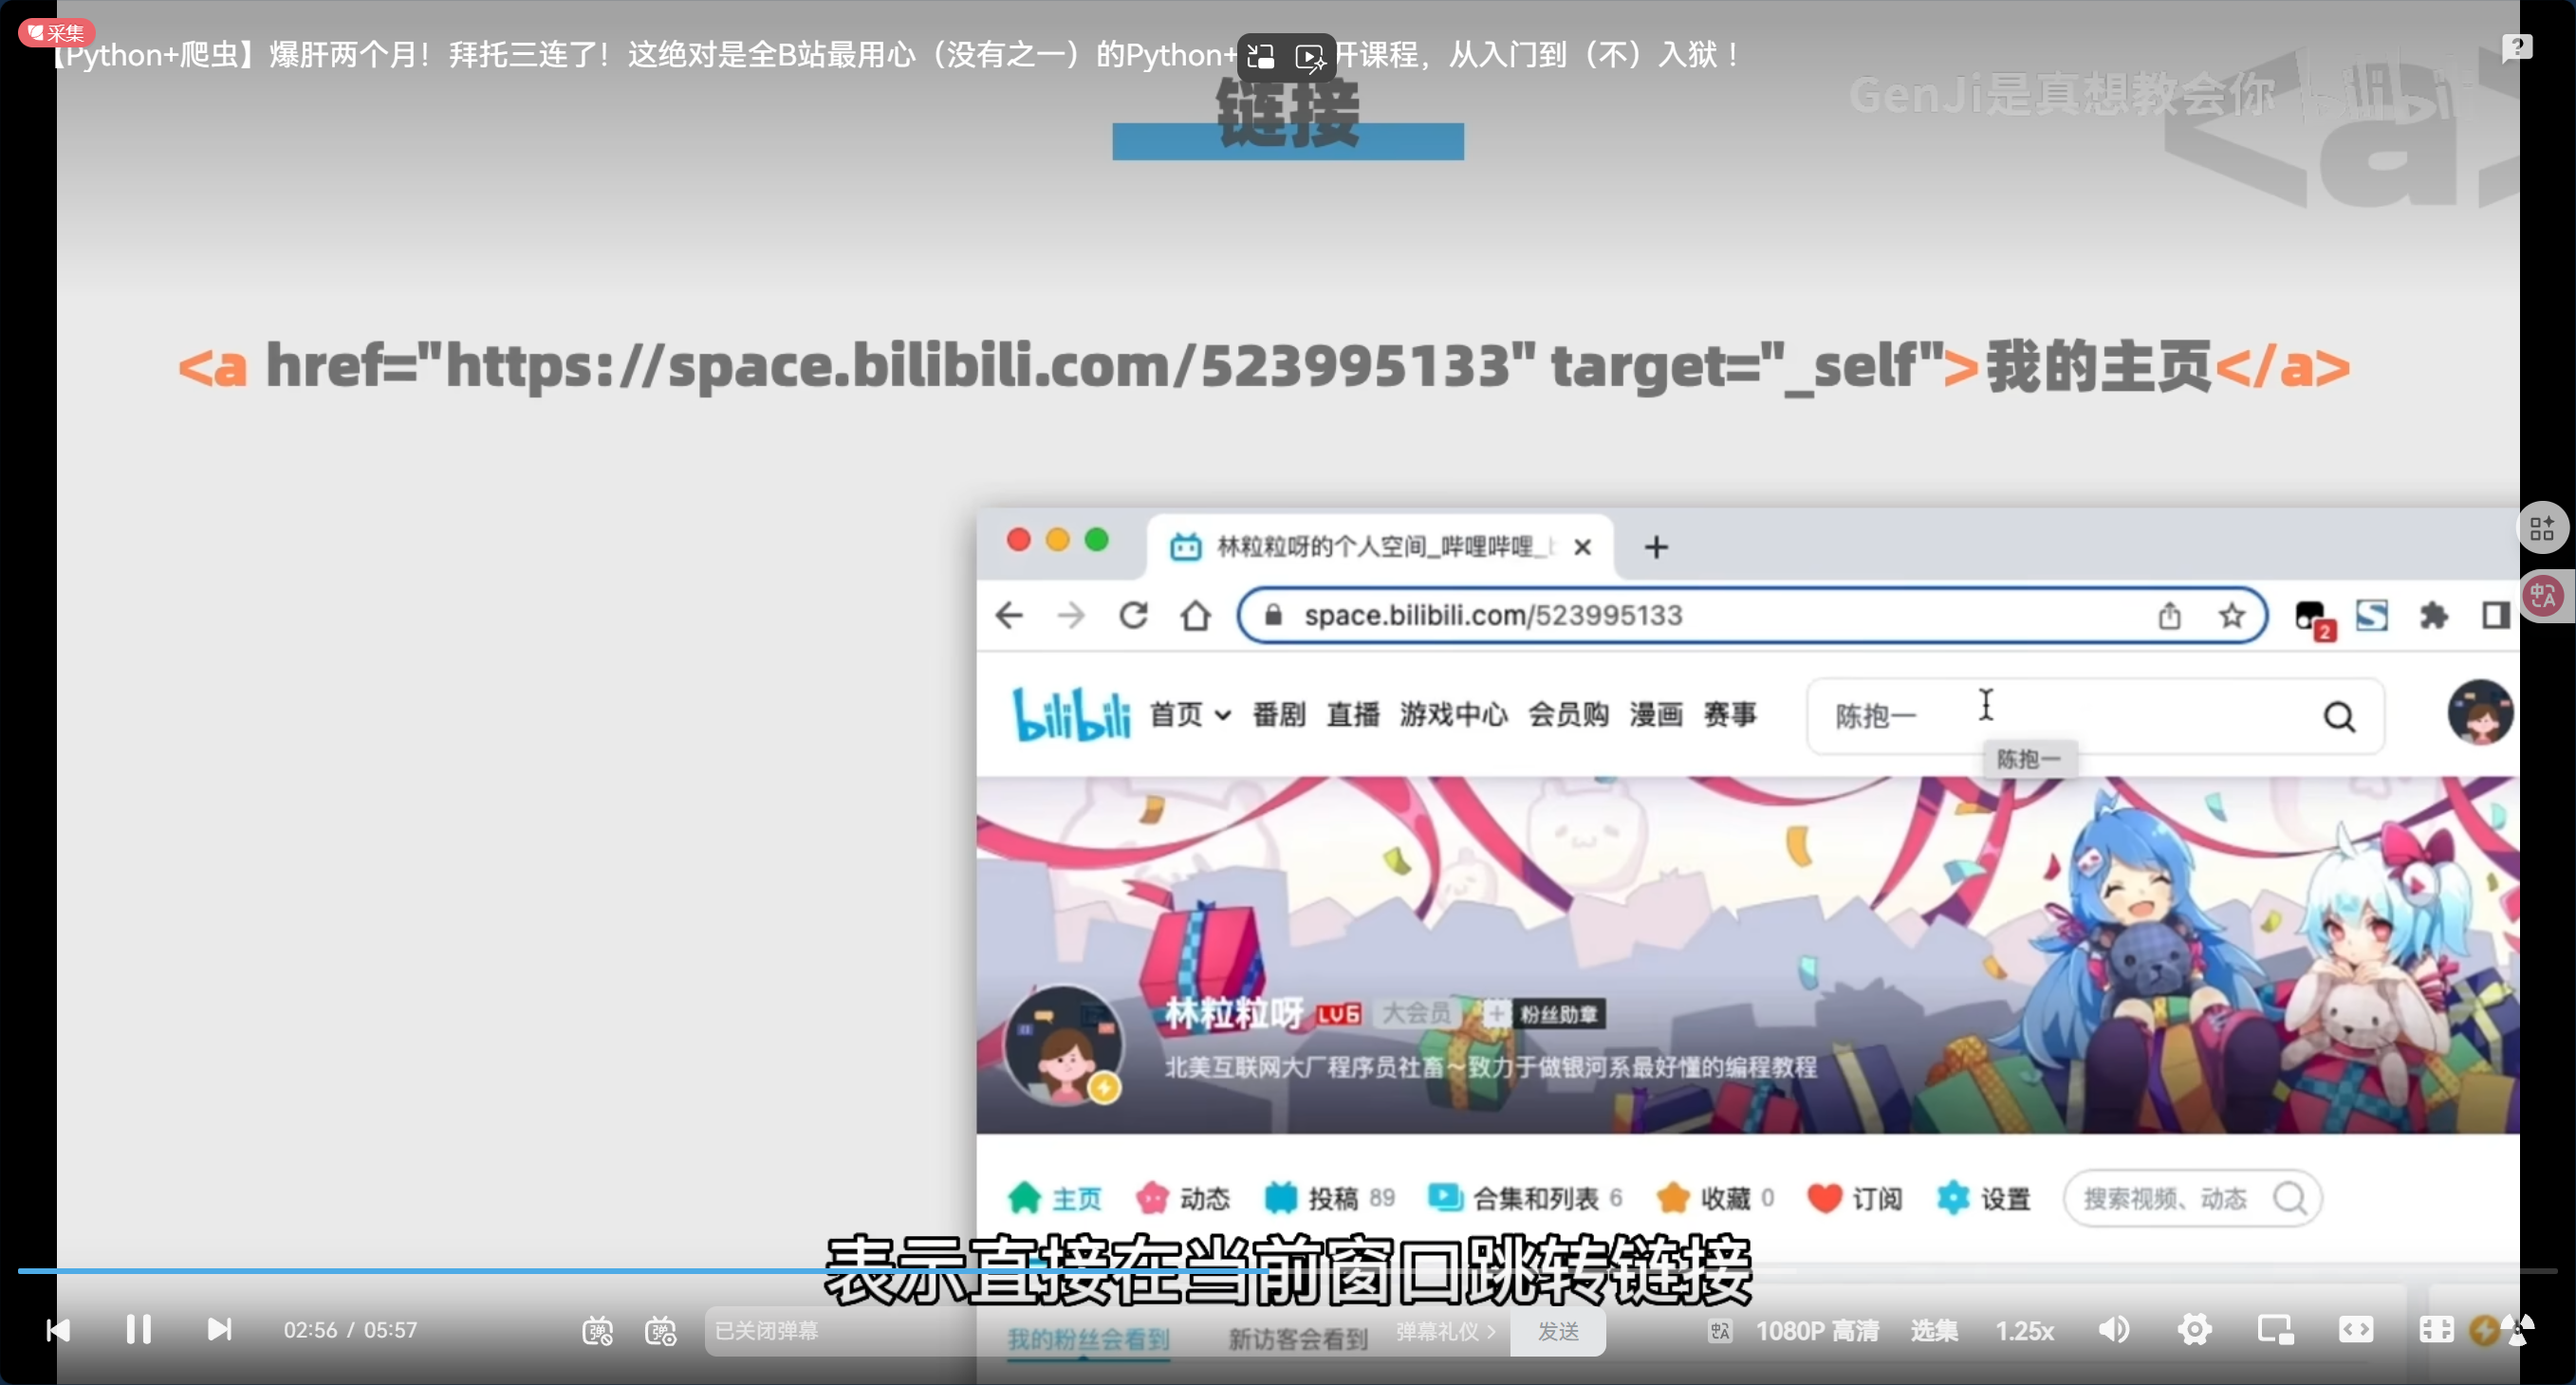 采集
【Python+爬虫】爆肝两个月！拜托三连了！这绝对是全B站最用心（没有之一）的Python+
开课程，从入门到（不）入狱！
GenJi是真想教会你 bilibili
链接
<a
<a href="https://space.bilibili.com/523995133" target="_self">我的主页</a>
林粒粒呀的个人空间_哔哩哔哩_
space.bilibili.com/523995133
2
中A
bilibili 首页 番剧 直播 游戏中心 会员购 漫画 赛事 陈抱一
陈抱一
林粒粒呀 LV6 大会员 + 粉丝勋章
北美互联网大厂程序员社畜～致力于做银河系最好懂的编程教程
主页 动态 投稿 89 合集和列表 6 收藏 0 订阅 设置 搜索视频、动态
表示直接在当前窗口跳转链接
02:56 / 05:57 弹 弹 已关闭弹幕 弹幕礼仪 > 发送 1080P 高清 选集 1.25x
我的粉丝会看到 新访客会看到